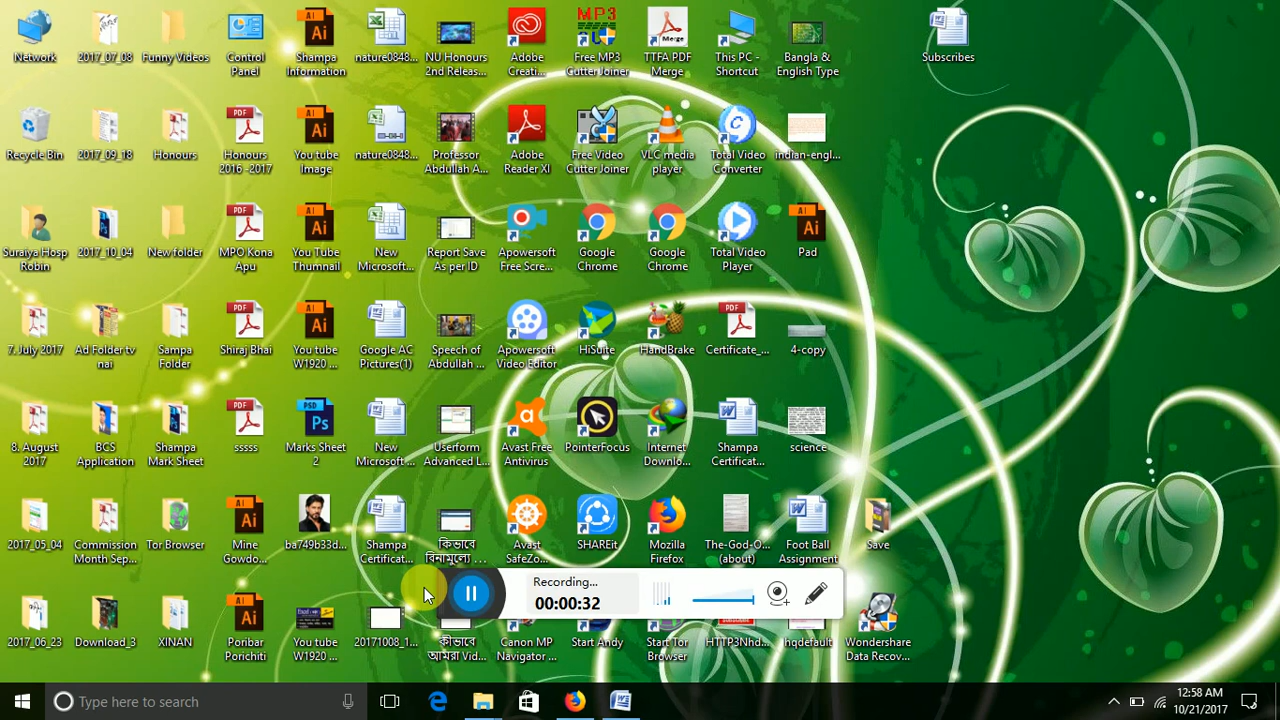 Network
2017_07_08
Funny Videos
Control
Panel
Shampa
Information
nature0848...
NU Honours
2nd Releas...
Adobe
Creati...
Free MP3
Cutter Joiner
TTFA PDF
Merge
This PC -
Shortcut
Bangla &
English Type
Subscribes
Recycle Bin
2017_09_18
Honours
Honours
2016 -2017
You tube
Image
nature0848...
Professor
Abdullah A...
Adobe
Reader XI
Free Video
Cutter Joiner
VLC media
player
Total Video
Converter
indian-engl...
Suraiya Hosp
Robin
2017_10_04
New folder
MPO Kona
Apu
You Tube
Thumnail
New
Microsoft...
Report Save
As per ID
Apowersoft
Free Scre...
Google
Chrome
Google
Chrome
Total Video
Player
Pad
7. July 2017
Ad Folder tv
nai
Sampa
Folder
Shiraj Bhai
You tube
W1920 ...
Google AC
Pictures(1)
Speech of
Abdullah ...
Apowersoft
Video Editor
HiSuite
HandBrake
Certificate_...
4-copy
8. August
2017
BCS
Application
Shampa
Mark Sheet
sssss
Marks Sheet
2
New
Microsoft...
Userform
Advanced L...
Avast Free
Antivirus
PointerFocus
Internet
Downlo...
Shampa
Certificat...
science
2017_05_04
Commission
Month Sep...
Tor Browser
Mine
Gowdo...
ba749b33d...
Shampa
Certificat...
কিভাবে
বিনামুল্যে ...
Avast
SafeZo...
SHAREit
Mozilla
Firefox
The-God-O...
(about)
Foot Ball
Assignment
Save
Recording...
00:00:32
2017_06_23
Download_3
XINAN
Poribar
Porichiti
You tube
W1920 ...
20171008_1...
কীভাবে
আমরা Vid...
Canon MP
Navigator ...
Start Andy
Start Tor
Browser
HTTP3Nhd...
hqdefault
Wondershare
Data Recov...
Type here to search
12:58 AM
10/21/2017